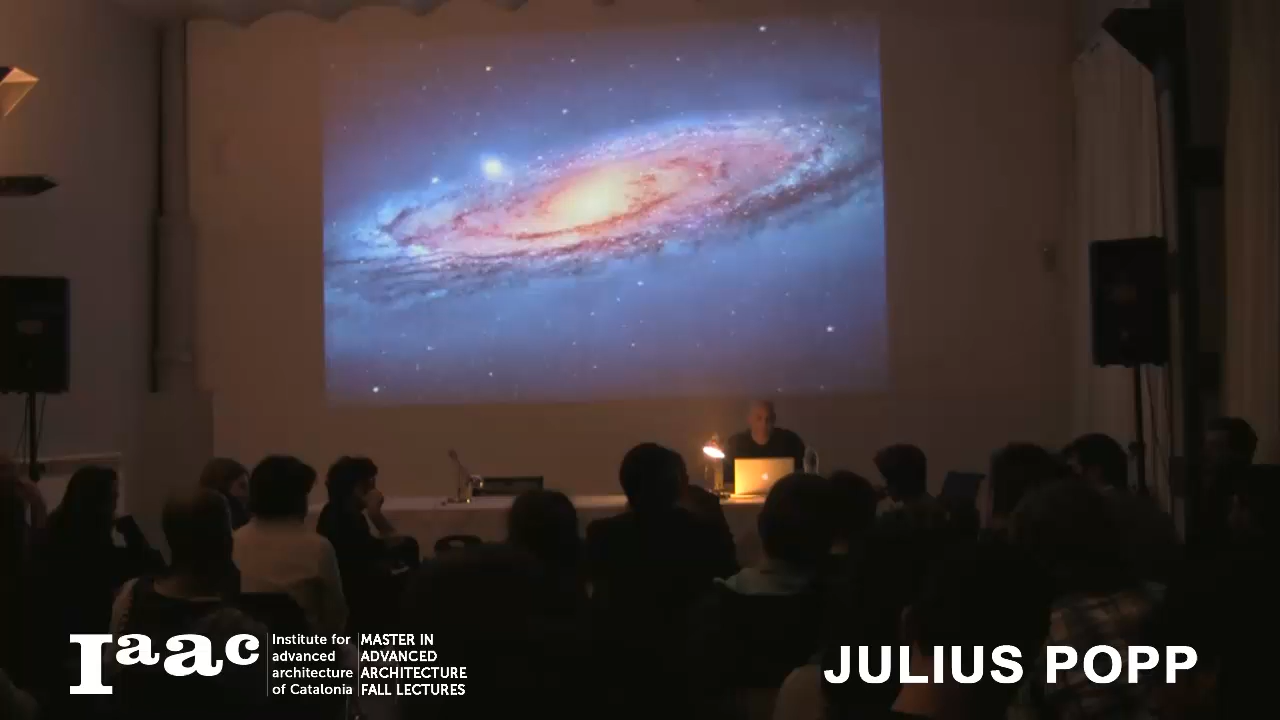 Iaac
Institute for
advanced
architecture
of Catalonia
MASTER IN
ADVANCED
ARCHITECTURE
FALL LECTURES
JULIUS POPP